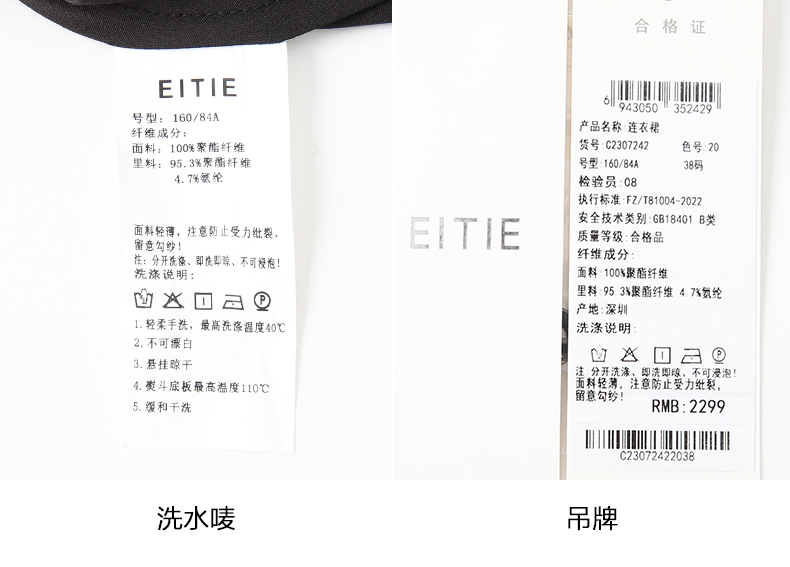 EITIE
号型: 160/84A
纤维成分:
面料: 100%聚酯纤维
里料: 95.3%聚酯纤维
4.7%氨纶
面料轻薄, 注意防止受力纰裂,
留意勾纱!
注: 分开洗涤、即洗即晾、不可浸泡!
洗涤说明:
1.轻柔手洗, 最高洗涤温度40℃
2.不可漂白
3.悬挂晾干
4.熨斗底板最高温度110℃
5.缓和干洗
洗水唛
EITIE
合格证
6 943050 352429
产品名称: 连衣裙
货号: C2307242 色号: 20
号型: 160/84A 38码
检验员: 08
执行标准: FZ/T81004-2022
安全技术类别: GB18401 B类
质量等级: 合格品
纤维成分:
面料: 100%聚酯纤维
里料: 95.3%聚酯纤维 4.7%氨纶
产地: 深圳
洗涤说明:
注: 分开洗涤、即洗即晾、不可浸泡!
面料轻薄, 注意防止受力纰裂,
留意勾纱!
RMB: 2299
C23072422038
吊牌